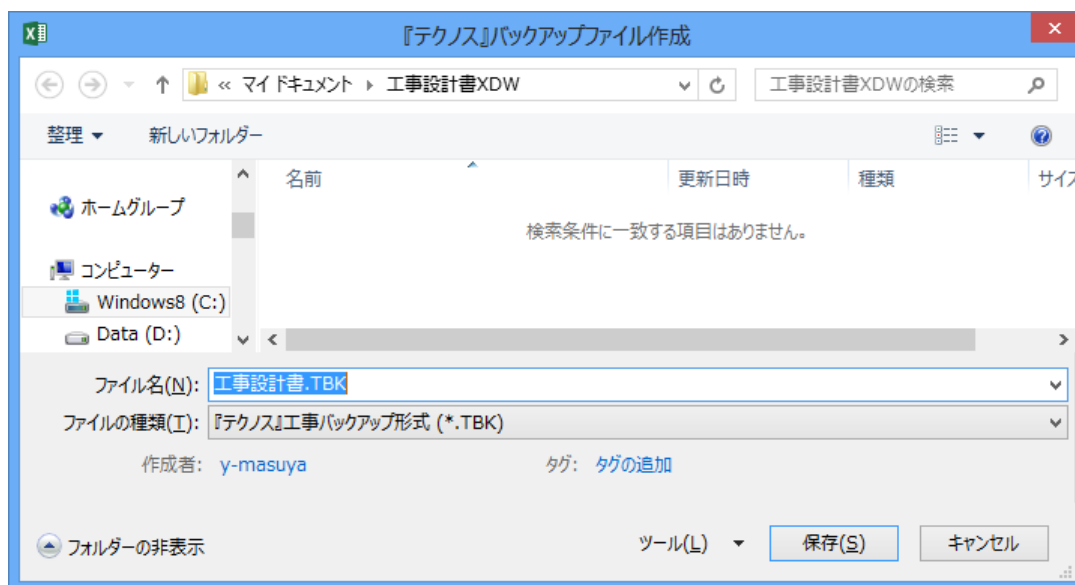 『テクノス』バックアップファイル作成
« マイ ドキュメント 工事設計書XDW
工事設計書XDWの検索
整理 新しいフォルダー
名前 更新日時 種類 サイズ
ホームグループ
検索条件に一致する項目はありません。
コンピューター
Windows8 (C:)
Data (D:)
ファイル名(N): 工事設計書.TBK
ファイルの種類(T): 『テクノス』工事バックアップ形式 (*.TBK)
作成者: y-masuya タグ: タグの追加
フォルダーの非表示 ツール(L) 保存(S) キャンセル